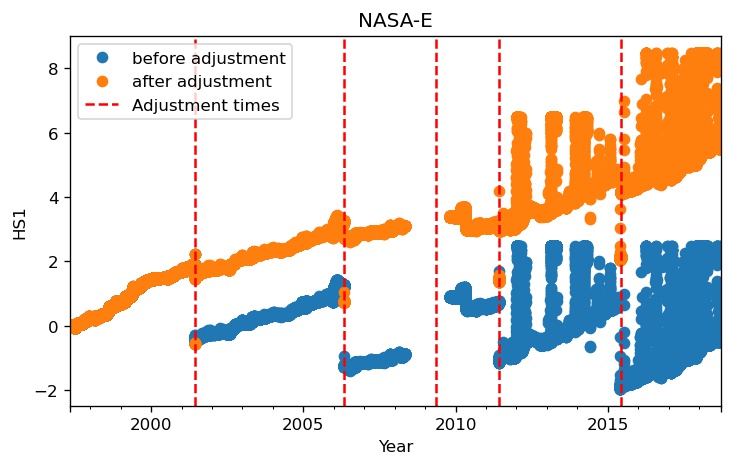 NASA-E
before adjustment
after adjustment
Adjustment times
8
6
4
2
0
−2
HS1
2000
2005
2010
2015
Year